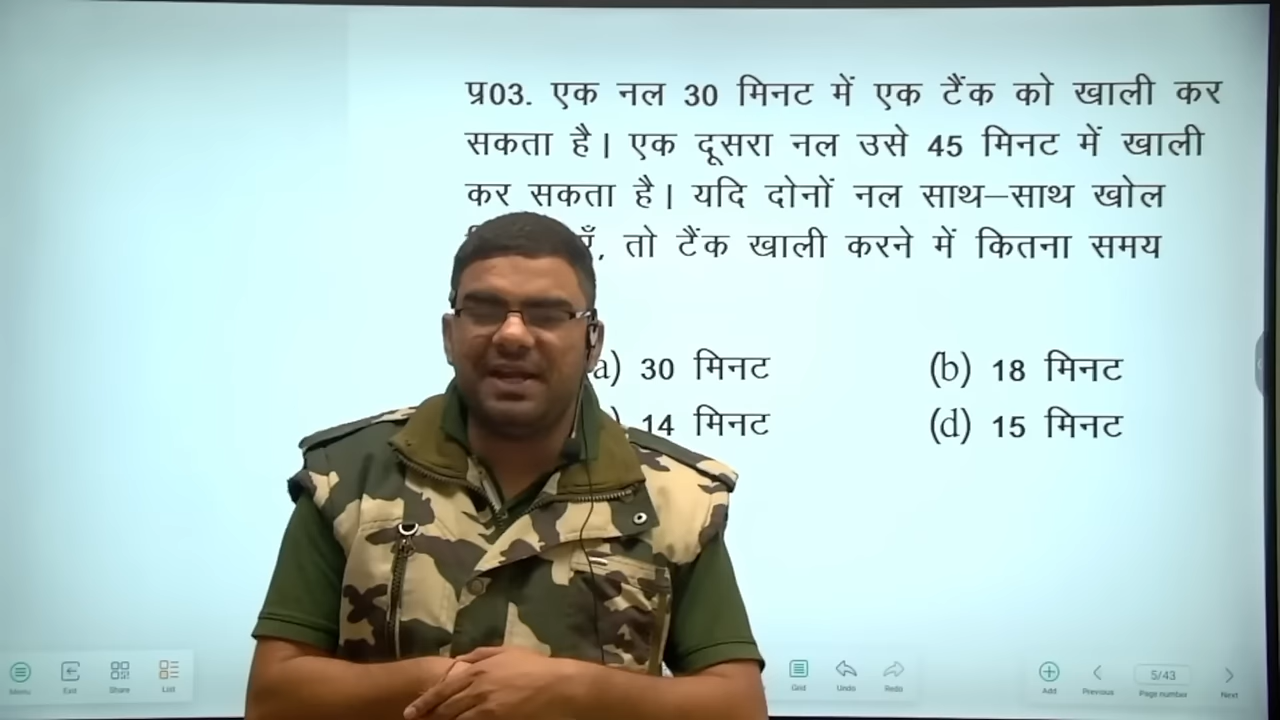 प्र03. एक नल 30 मिनट में एक टैंक को खाली कर
सकता है। एक दूसरा नल उसे 45 मिनट में खाली
कर सकता है। यदि दोनों नल साथ–साथ खोल
तो टैंक खाली करने में कितना समय
a) 30 मिनट (b) 18 मिनट
) 14 मिनट (d) 15 मिनट
Menu Exit Share List Grid Undo Redo Add Previous 5/43 Next
Page number